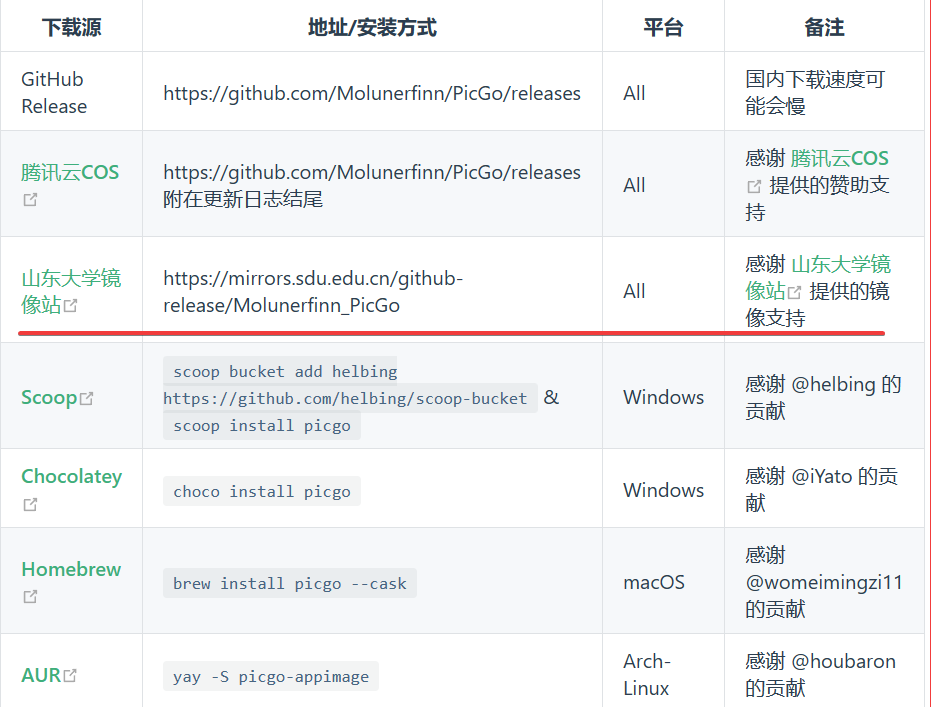 下载源 地址/安装方式 平台 备注
GitHub
Release
https://github.com/Molunerfinn/PicGo/releases
All
国内下载速度可
能会慢
腾讯云COS
https://github.com/Molunerfinn/PicGo/releases
附在更新日志结尾
All
感谢 腾讯云COS
提供的赞助支
持
山东大学镜
像站
https://mirrors.sdu.edu.cn/github-
release/Molunerfinn_PicGo
All
感谢 山东大学镜
像站 提供的镜
像支持
Scoop
scoop bucket add helbing
https://github.com/helbing/scoop-bucket &
scoop install picgo
Windows
感谢 @helbing 的
贡献
Chocolatey
choco install picgo
Windows
感谢 @iYato 的贡
献
Homebrew
brew install picgo --cask
macOS
感谢
@womeimingzi11
的贡献
AUR
yay -S picgo-appimage
Arch-
Linux
感谢 @houbaron
的贡献